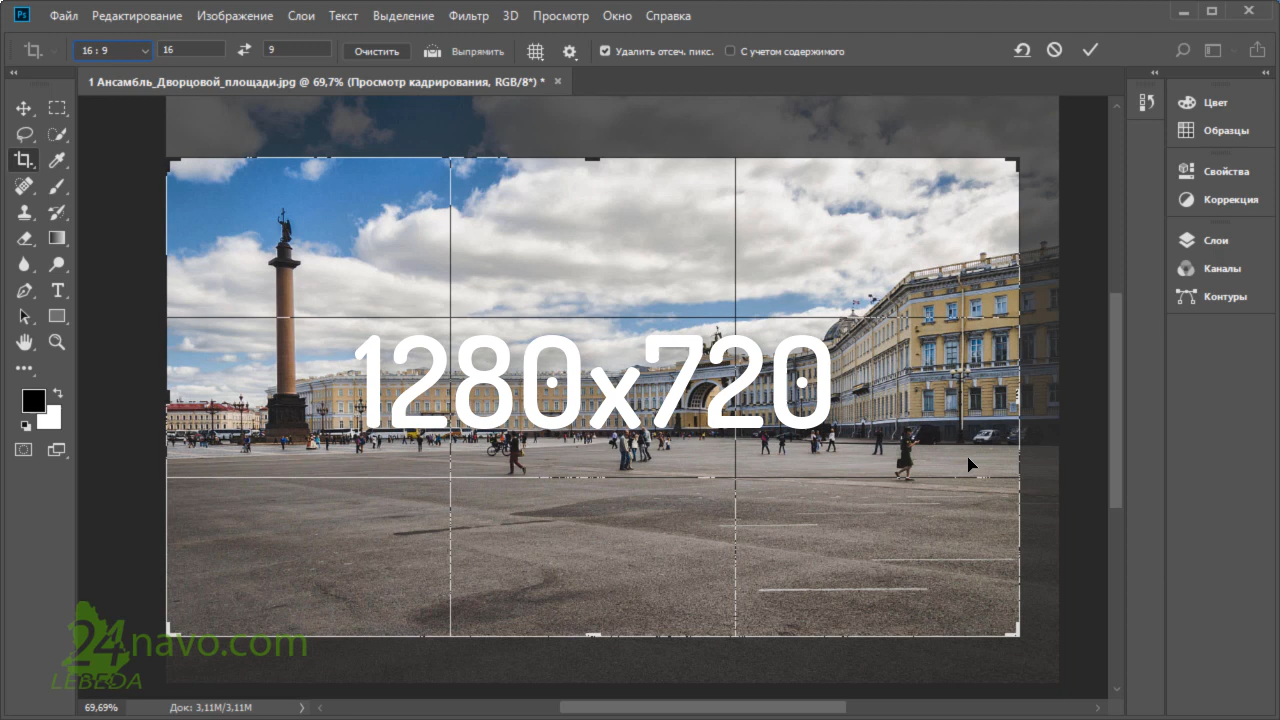 Ps Файл Редактирование Изображение Слои Текст Выделение Фильтр 3D Просмотр Окно Справка
16 : 9 16 9 Очистить Выпрямить Удалить отсеч. пикс. С учетом содержимого
1 Ансамбль_Дворцовой_площади.jpg @ 69,7% (Просмотр кадрирования, RGB/8*) *
Цвет
Образцы
Свойства
Коррекция
Слои
Каналы
Контуры
1280x720
24navo.com
LEBEDA
69,69% Док: 3,11M/3,11M